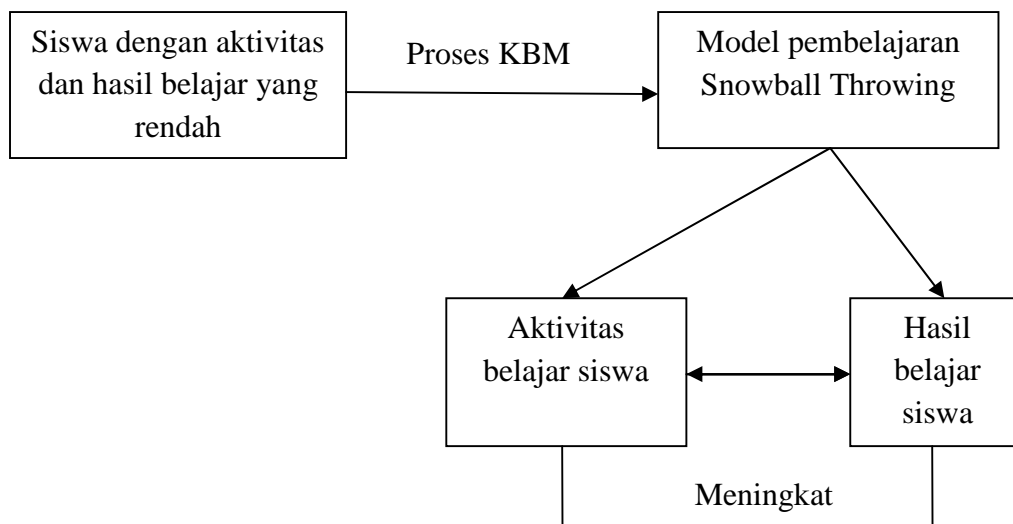 Siswa dengan aktivitas
dan hasil belajar yang
rendah
Proses KBM
Model pembelajaran
Snowball Throwing
Aktivitas
belajar siswa
Hasil
belajar
siswa
Meningkat